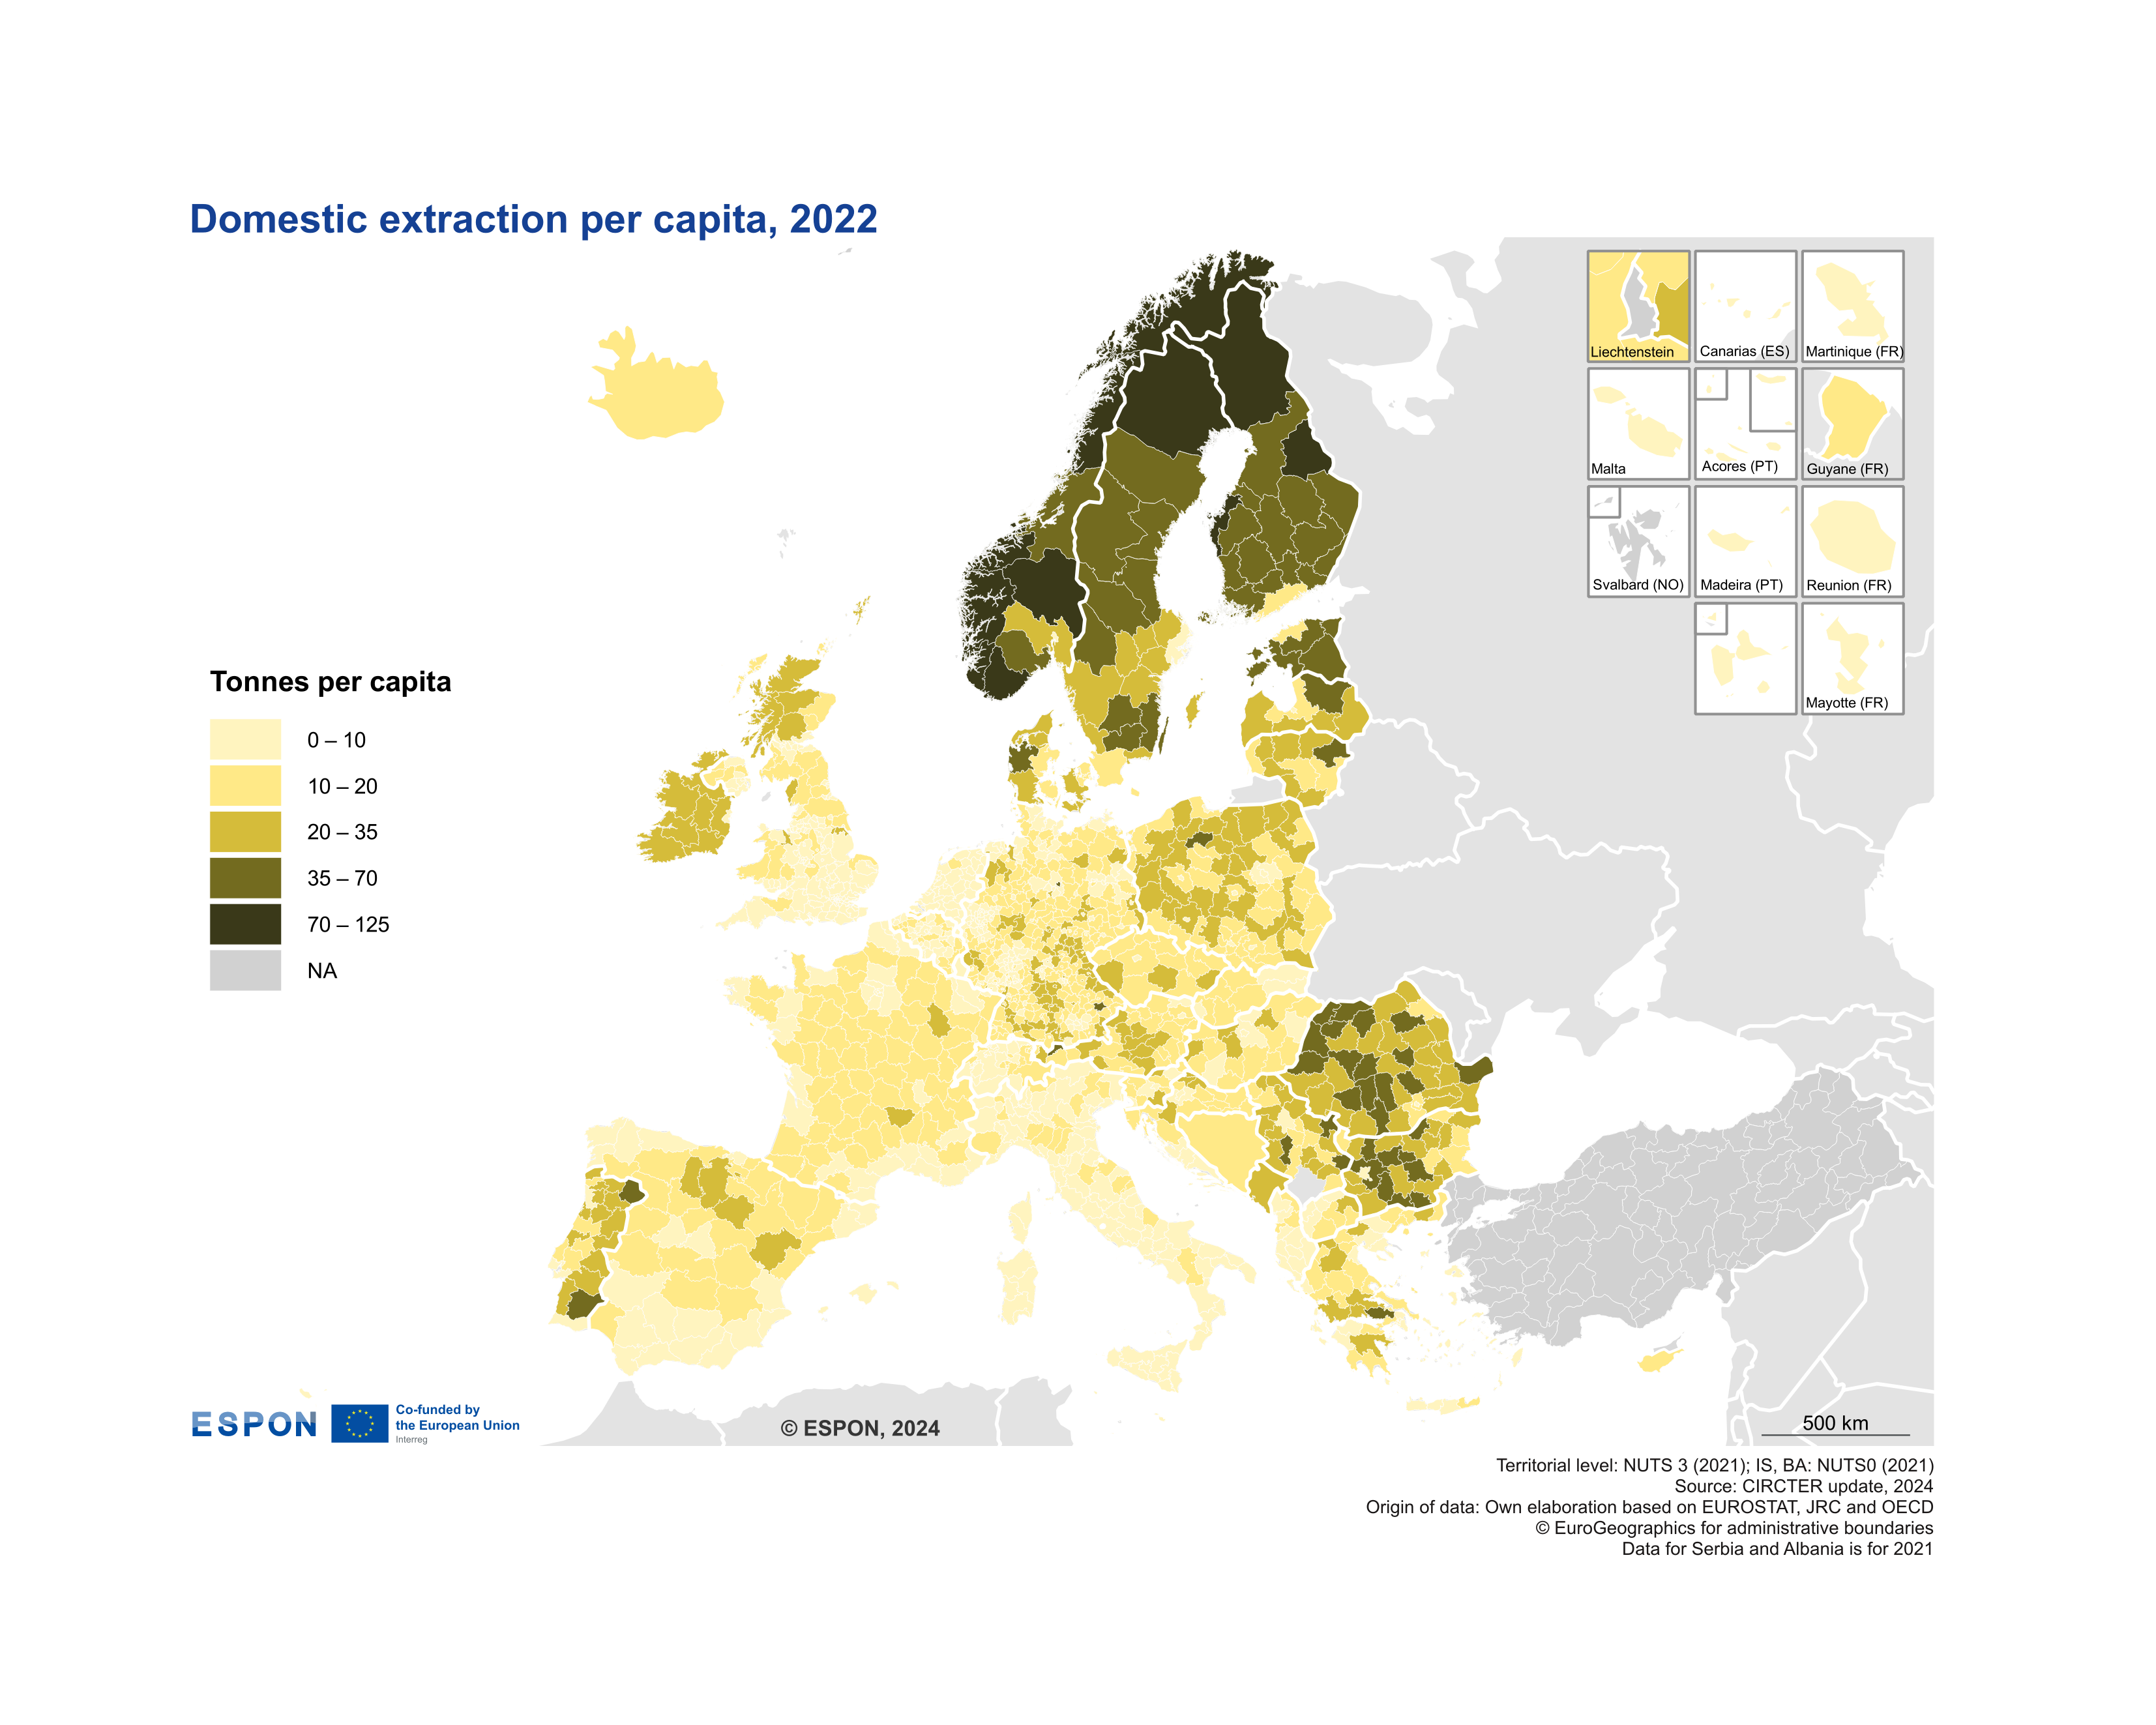 Domestic extraction per capita, 2022
Tonnes per capita
0 – 10
10 – 20
20 – 35
35 – 70
70 – 125
NA
Liechtenstein
Canarias (ES)
Martinique (FR)
Malta
Acores (PT)
Guyane (FR)
Svalbard (NO)
Madeira (PT)
Reunion (FR)
Mayotte (FR)
ESPON
Co-funded by
the European Union
Interreg
© ESPON, 2024
500 km
Territorial level: NUTS 3 (2021); IS, BA: NUTS0 (2021)
Source: CIRCTER update, 2024
Origin of data: Own elaboration based on EUROSTAT, JRC and OECD
© EuroGeographics for administrative boundaries
Data for Serbia and Albania is for 2021